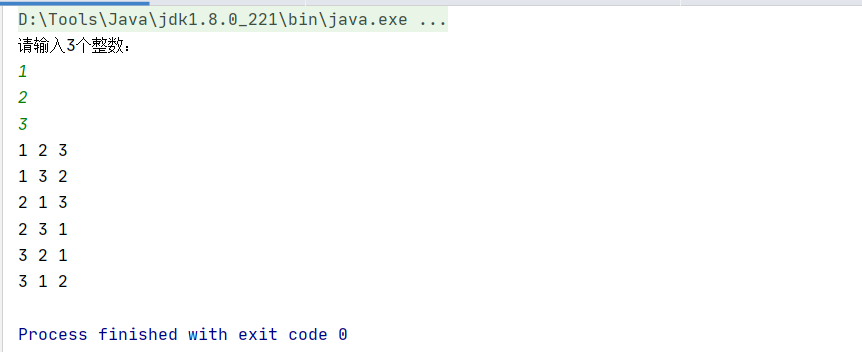 D:\Tools\Java\jdk1.8.0_221\bin\java.exe ...
请输入3个整数：
1
2
3
1 2 3
1 3 2
2 1 3
2 3 1
3 2 1
3 1 2
Process finished with exit code 0